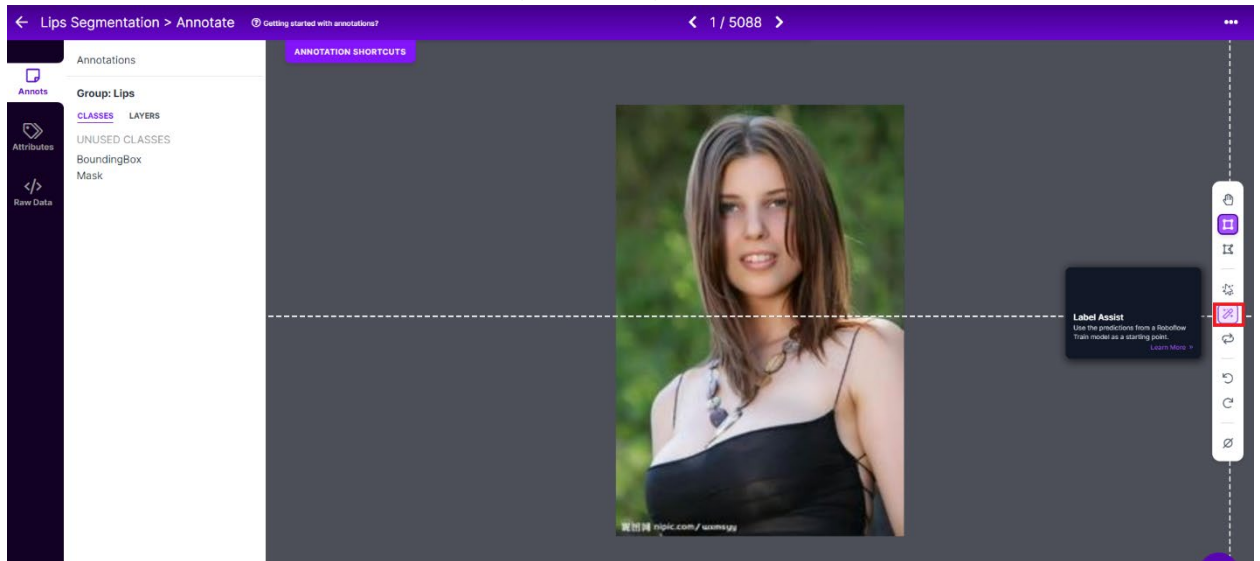 Lips Segmentation > Annotate
Getting started with annotations?
1 / 5088
Annots
Attributes
</>
Raw Data
Annotations
Group: Lips
CLASSES LAYERS
UNUSED CLASSES
BoundingBox
Mask
ANNOTATION SHORTCUTS
nipic.com/
Label Assist
Use the predictions from a Roboflow
Train model as a starting point.
Learn More »